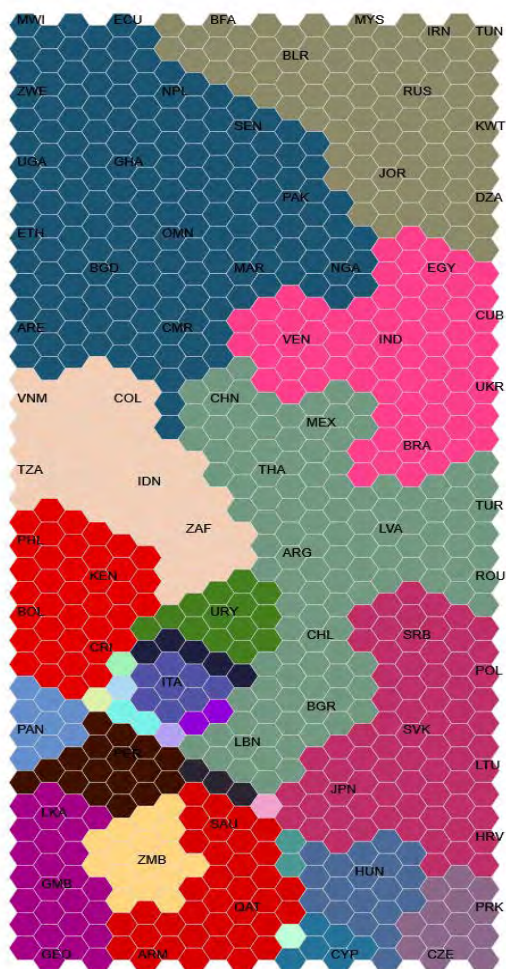 MWI ECU BFA MYS
IRN TUN
BLR
ZWE NPL RUS
SEN KWT
UGA GHA
JOR
PAK DZA
ETH OMN
BGD MAR NGA EGY
CUB
ARE CMR
VEN IND
UKR
VNM COL CHN
MEX
BRA
TZA THA
IDN
TUR
ZAF LVA
PHL
ARG
KEN ROU
BOL URY
CHL SRB
CRI
POL
ITA
BGR
PAN SVK
LBN
PER
LTU
JPN
LKA
SAU
HRV
ZMB
HUN
GMB
QAT PRK
GEO ARM CYP CZE